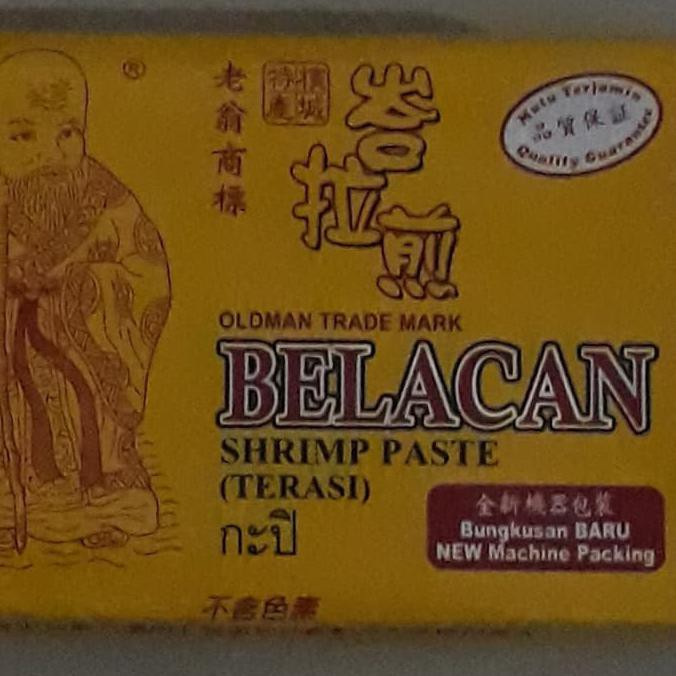 ®
老翁商標
檳城
特產
峇拉煎
Mutu Terjamin
品質保証
Quality Guarantee
OLDMAN TRADE MARK
BELACAN
SHRIMP PASTE
(TERASI)
กะปิ
全新機器包裝
Bungkusan BARU
NEW Machine Packing
不含色素